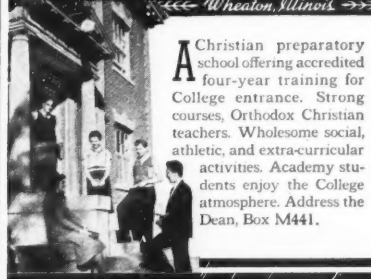 Wheaton, Illinois
A Christian preparatory
school offering accredited
four-year training for
College entrance. Strong
courses, Orthodox Christian
teachers. Wholesome social,
athletic, and extra-curricular
activities. Academy stu-
dents enjoy the College
atmosphere. Address the
Dean, Box M441.